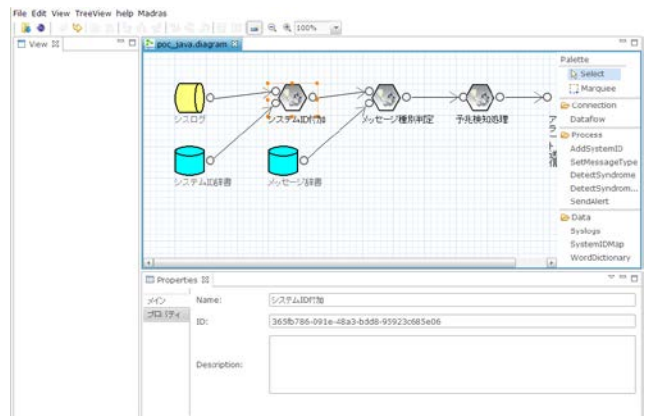 File Edit View TreeView help Madras
100%
View
poc_java.diagram
Palette
Select
Marquee
Connection
Dataflow
Process
AddSystemID
SetMessageType
DetectSyndrome
DetectSyndrom...
SendAlert
Data
Syslogs
SystemIDMap
WordDictionary
シスログ
システムID付加
メッセージ種別判定
予兆検知処理
システムID辞書
メッセージ辞書
Properties
メイン
プロパティ
Name:
システムID付加
ID:
365fb786-091e-48a3-bdd8-95923c685e06
Description: